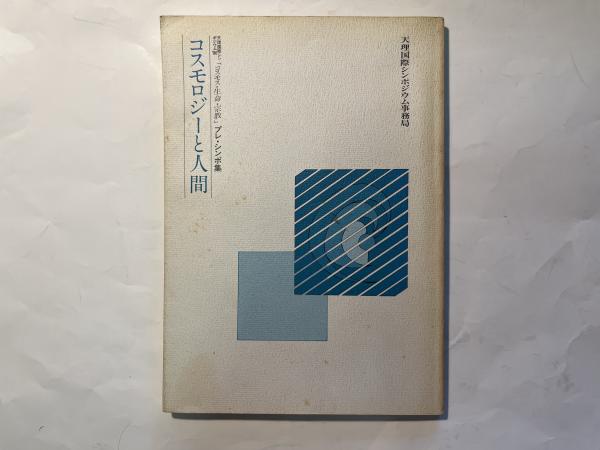 天理国際シンポジウム事務局
「コスモス・生命・宗教」プレ・シンポ集
コスモロジーと人間